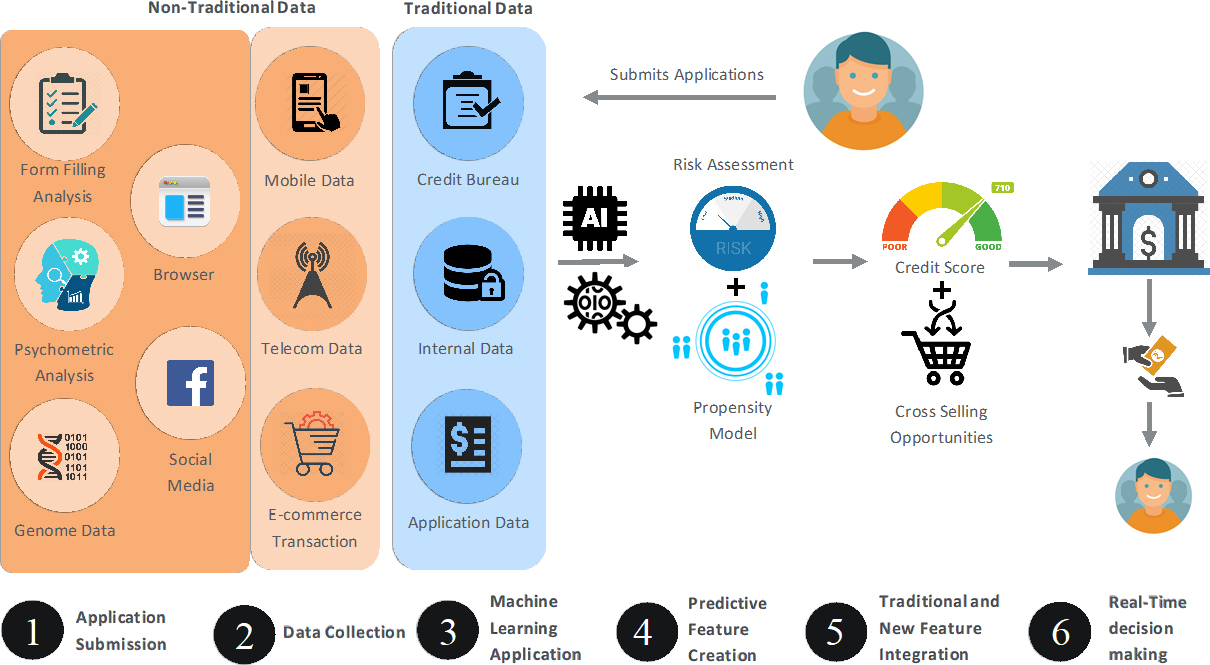 Non-Traditional Data
Traditional Data
Form Filling
Analysis
Browser
Psychometric
Analysis
Social
Media
0101
1000
0101
1101
1011
Genome Data
Mobile Data
Telecom Data
E-commerce
Transaction
Credit Bureau
Internal Data
Application Data
Submits Applications
AI
Risk Assessment
RISK
Propensity
Model
710
POOR
GOOD
Credit Score
Cross Selling
Opportunities
1
Application
Submission
2
Data Collection
3
Machine
Learning
Application
4
Predictive
Feature
Creation
5
Traditional and
New Feature
Integration
6
Real-Time
decision
making